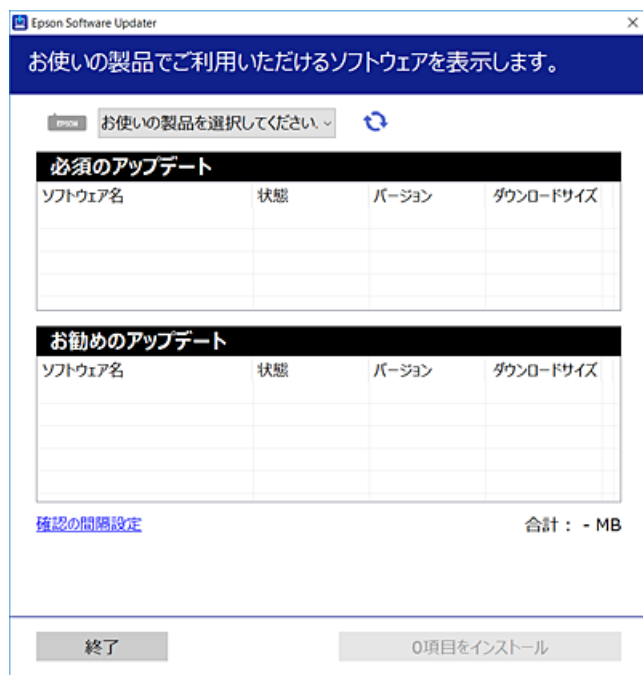 Epson Software Updater
お使いの製品でご利用いただけるソフトウェアを表示します。
EPSON お使いの製品を選択してください.
必須のアップデート
ソフトウェア名 状態 バージョン ダウンロードサイズ
お勧めのアップデート
ソフトウェア名 状態 バージョン ダウンロードサイズ
確認の間隔設定 合計： - MB
終了 0項目をインストール